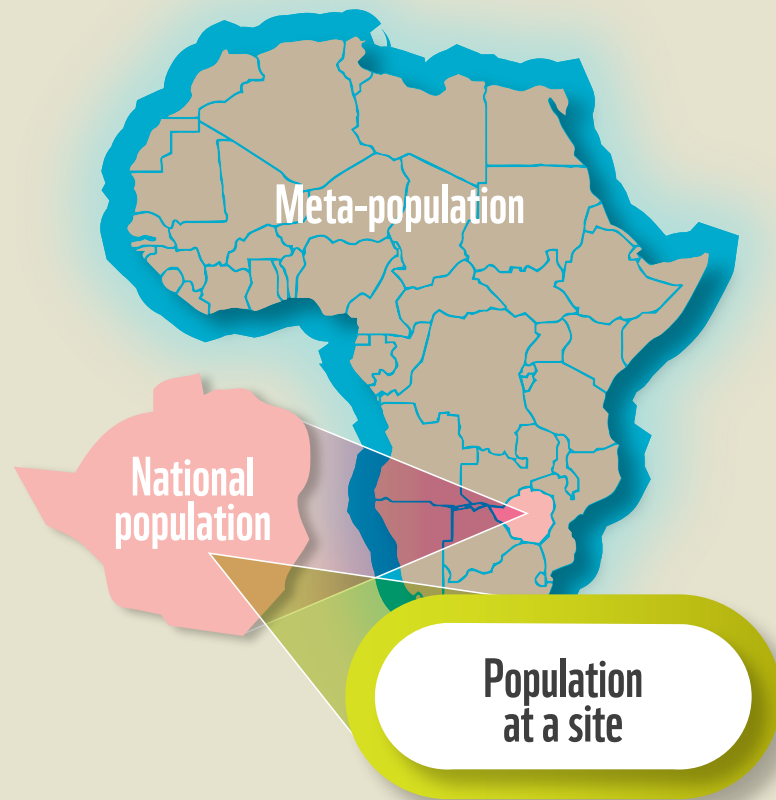 Meta-population
National
population
Population
at a site